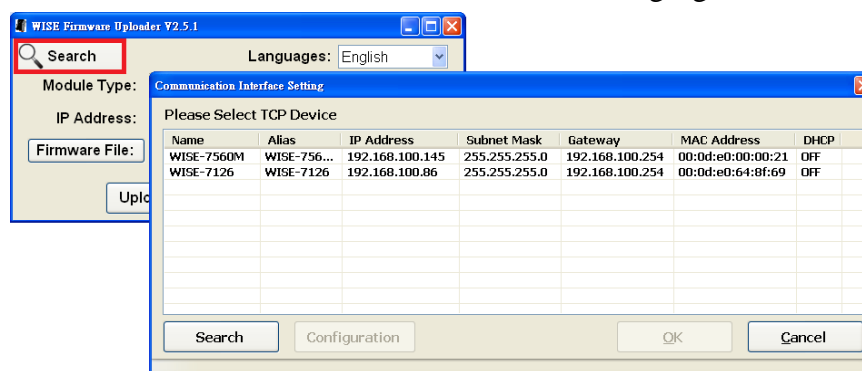 WISE Firmware Uploader V2.5.1
Search
Languages: English
Module Type:
IP Address:
Firmware File:
Communication Interface Setting
Please Select TCP Device
Name Alias IP Address Subnet Mask Gateway MAC Address DHCP
WISE-7560M WISE-756... 192.168.100.145 255.255.255.0 192.168.100.254 00:0d:e0:00:00:21 OFF
WISE-7126 WISE-7126 192.168.100.86 255.255.255.0 192.168.100.254 00:0d:e0:64:8f:69 OFF
Search Configuration OK Cancel